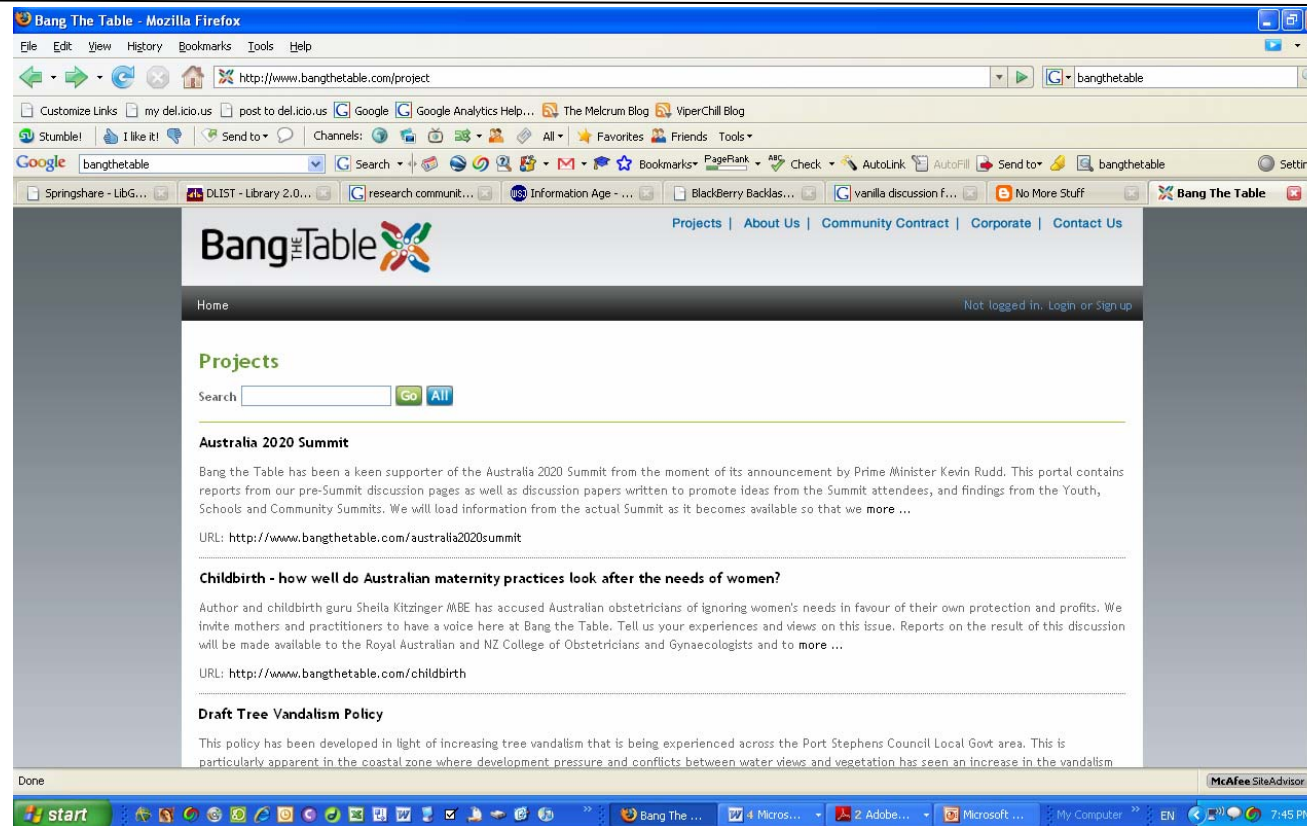 Bang The Table - Mozilla Firefox
File Edit View History Bookmarks Tools Help
http://www.bangthetable.com/project
bangthetable
Customize Links my del.icio.us post to del.icio.us Google Google Analytics Help... The Melcrum Blog ViperChill Blog
Stumble! I like it! Send to Channels: All Favorites Friends Tools
Google bangthetable Search Bookmarks PageRank Check AutoLink AutoFill Send to bangthetable
Springshare - LibG... DLIST - Library 2.0... research communit... Information Age - ... BlackBerry Backlas... vanilla discussion f... No More Stuff Bang The Table
Projects | About Us | Community Contract | Corporate | Contact Us
Bang THE Table
Home Not logged in. Login or Sign up
Projects
Search Go All
Australia 2020 Summit
Bang the Table has been a keen supporter of the Australia 2020 Summit from the moment of its announcement by Prime Minister Kevin Rudd. This portal contains
reports from our pre-Summit discussion pages as well as discussion papers written to promote ideas from the Summit attendees, and findings from the Youth,
Schools and Community Summits. We will load information from the actual Summit as it becomes available so that we more ...
URL: http://www.bangthetable.com/australia2020summit
Childbirth - how well do Australian maternity practices look after the needs of women?
Author and childbirth guru Sheila Kitzinger MBE has accused Australian obstetricians of ignoring women's needs in favour of their own protection and profits. We
invite mothers and practitioners to have a voice here at Bang the Table. Tell us your experiences and views on this issue. Reports on the result of this discussion
will be made available to the Royal Australian and NZ College of Obstetricians and Gynaecologists and to more ...
URL: http://www.bangthetable.com/childbirth
Draft Tree Vandalism Policy
This policy has been developed in light of increasing tree vandalism that is being experienced across the Port Stephens Council Local Govt area. This is
particularly apparent in the coastal zone where development pressure and conflicts between water views and vegetation has seen an increase in the vandalism
Done McAfee SiteAdvisor
start Bang The ... 4 Micros... 2 Adobe... Microsoft ... My Computer EN 7:45